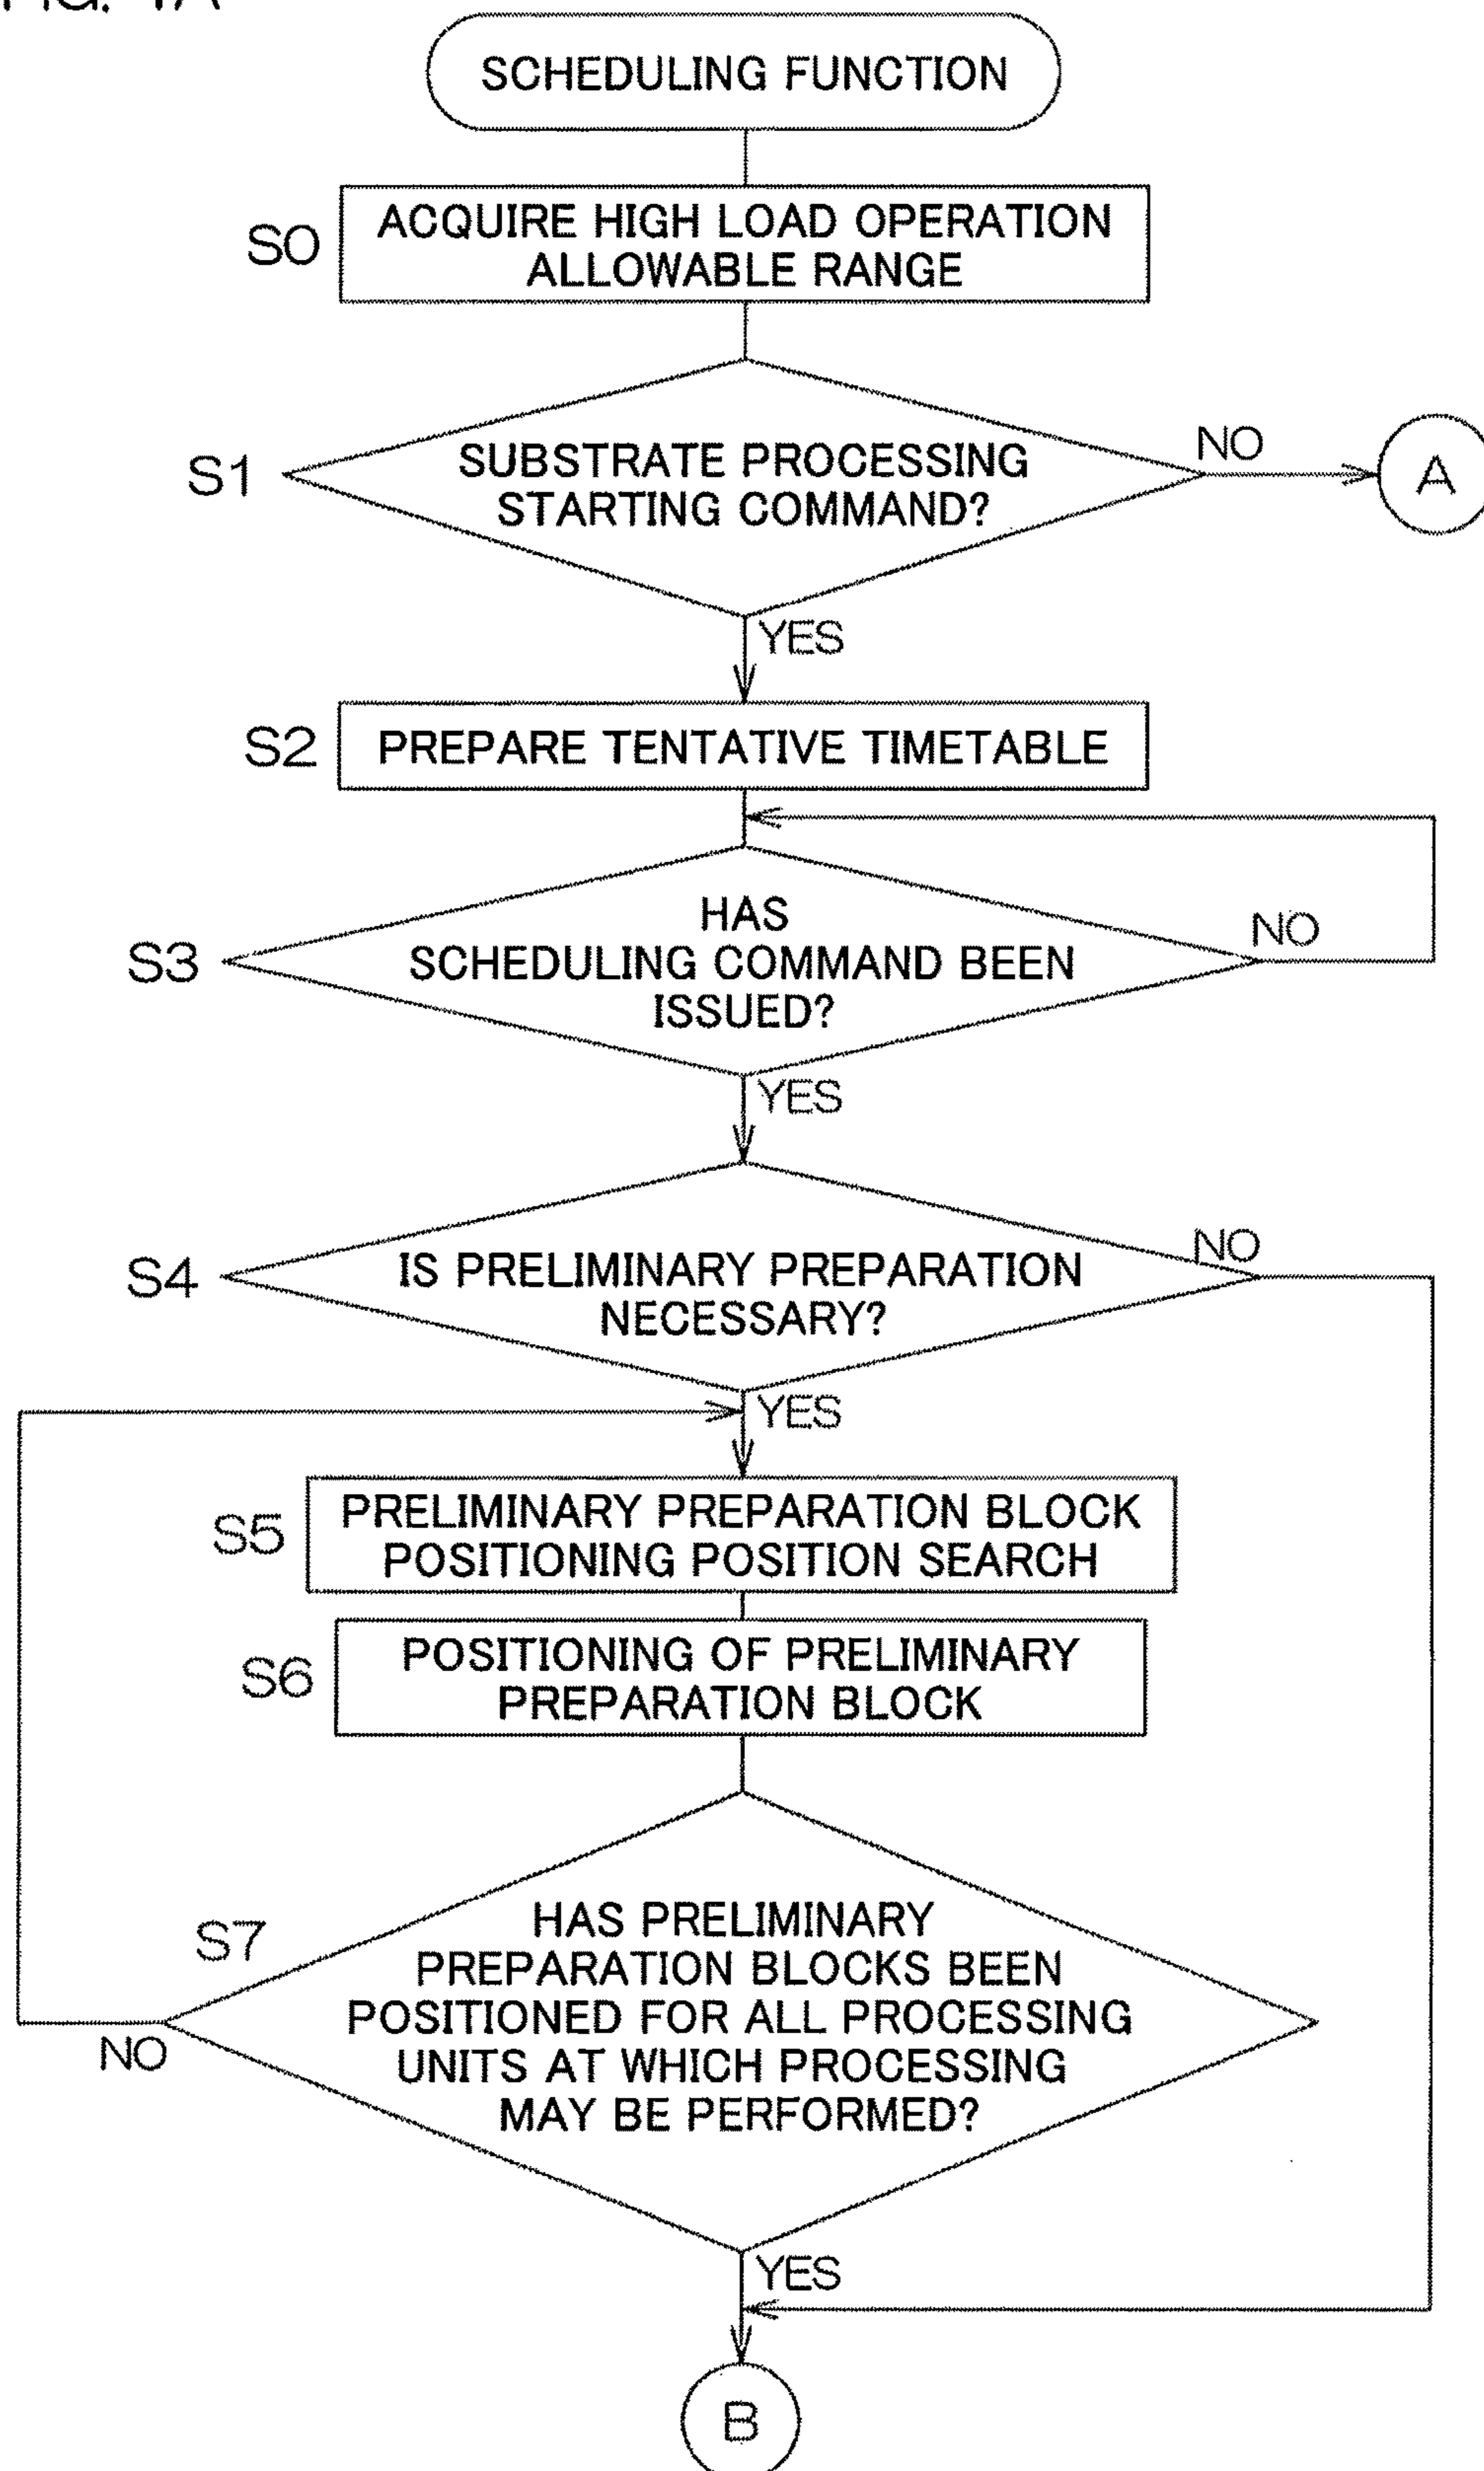 SCHEDULING FUNCTION
S0
ACQUIRE HIGH LOAD OPERATION
ALLOWABLE RANGE
S1
SUBSTRATE PROCESSING
STARTING COMMAND?
NO
A
YES
S2
PREPARE TENTATIVE TIMETABLE
S3
HAS
SCHEDULING COMMAND BEEN
ISSUED?
NO
YES
S4
IS PRELIMINARY PREPARATION
NECESSARY?
NO
YES
S5
PRELIMINARY PREPARATION BLOCK
POSITIONING POSITION SEARCH
S6
POSITIONING OF PRELIMINARY
PREPARATION BLOCK
S7
HAS PRELIMINARY
PREPARATION BLOCKS BEEN
POSITIONED FOR ALL PROCESSING
UNITS AT WHICH PROCESSING
MAY BE PERFORMED?
NO
YES
B